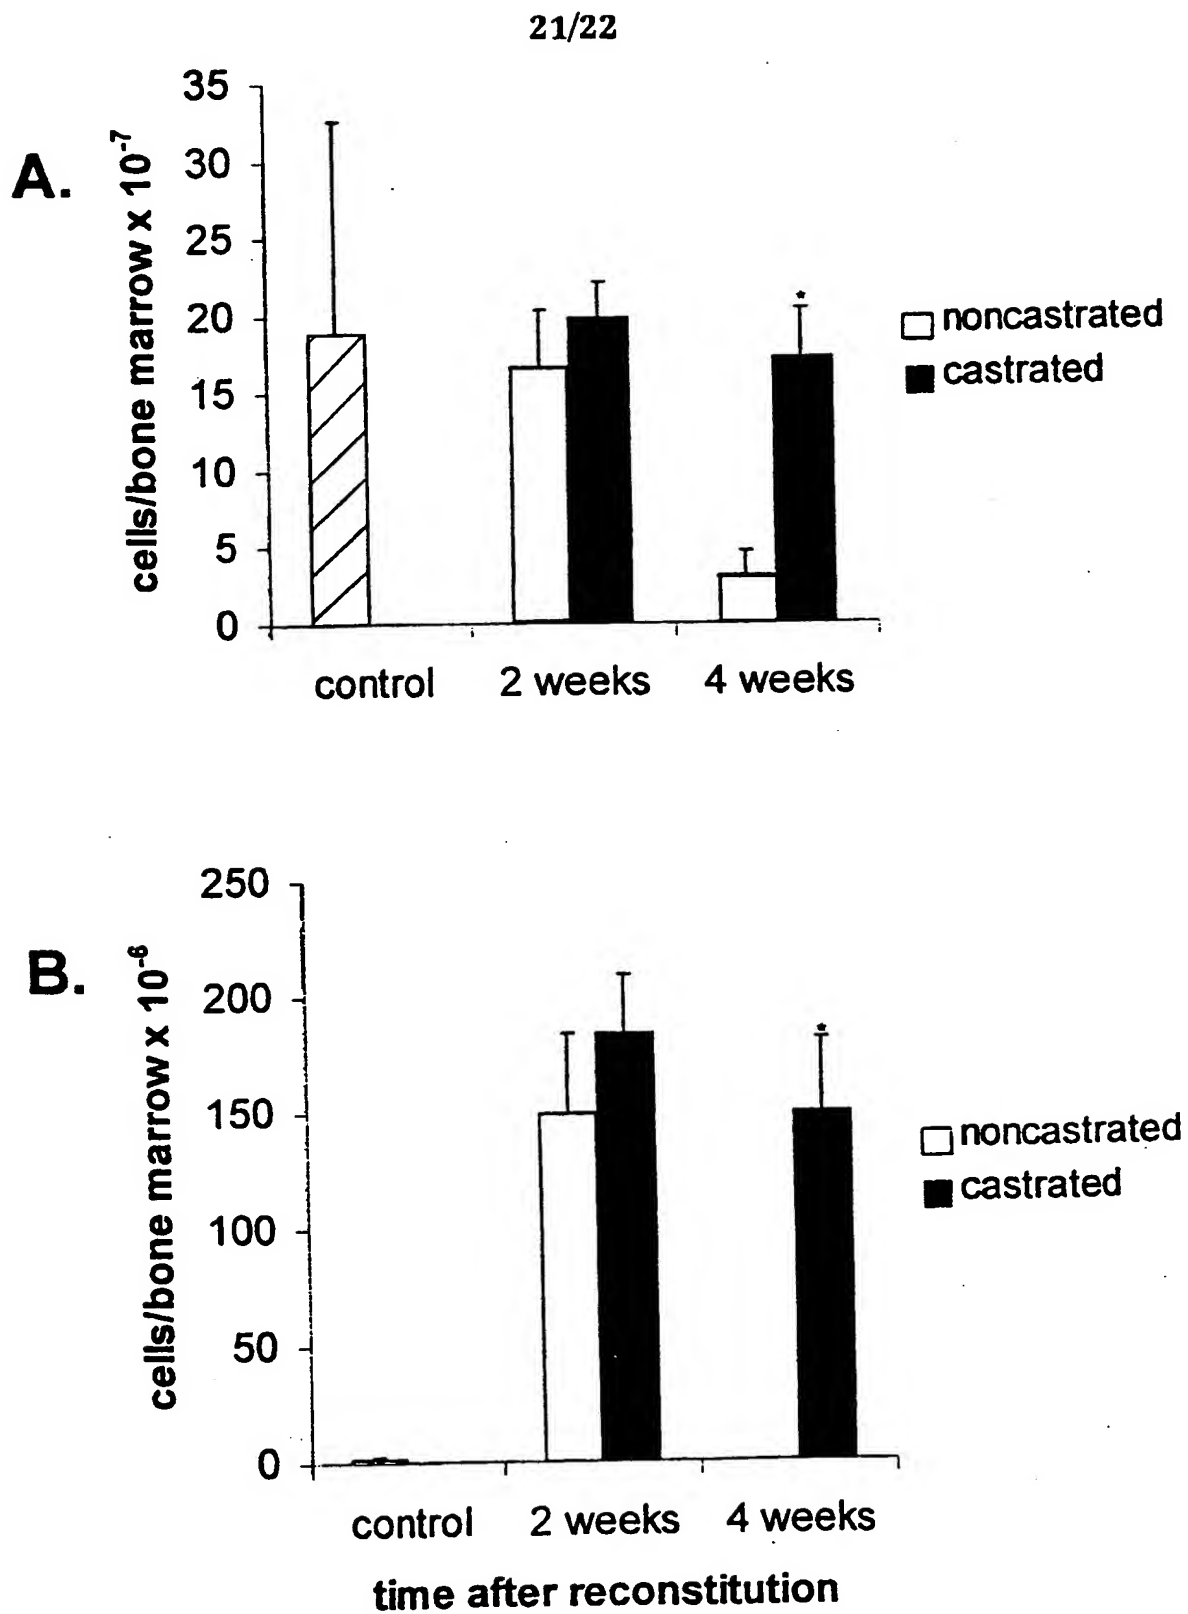 21/22
A.
cells/bone marrow x 10⁻⁷
35
30
25
20
15
10
5
0
control
2 weeks
4 weeks
*
noncastrated
castrated
B.
cells/bone marrow x 10⁻⁶
250
200
150
100
50
0
control
2 weeks
4 weeks
*
noncastrated
castrated
time after reconstitution